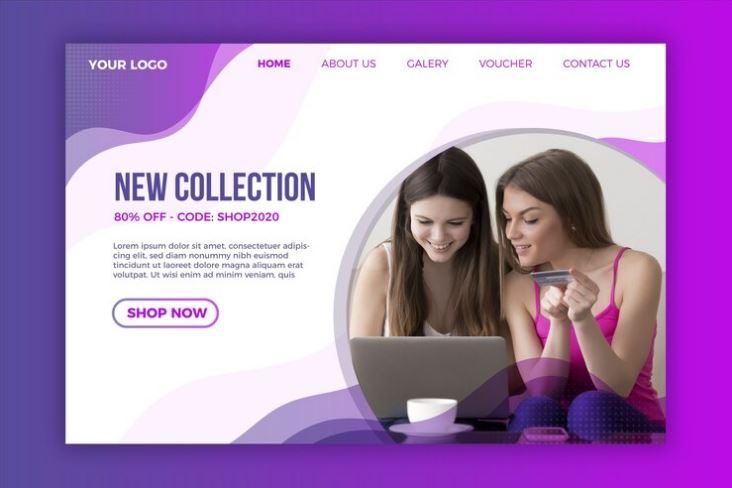 YOUR LOGO
HOME ABOUT US GALERY VOUCHER CONTACT US
NEW COLLECTION
80% OFF - CODE: SHOP2020
Lorem ipsum dolor sit amet, consectetuer adipis-
cing elit, sed diam nonummy nibh euismod
tincidunt ut laoreet dolore magna aliquam erat
volutpat. Ut wisi enim ad minim veniam, quis
SHOP NOW